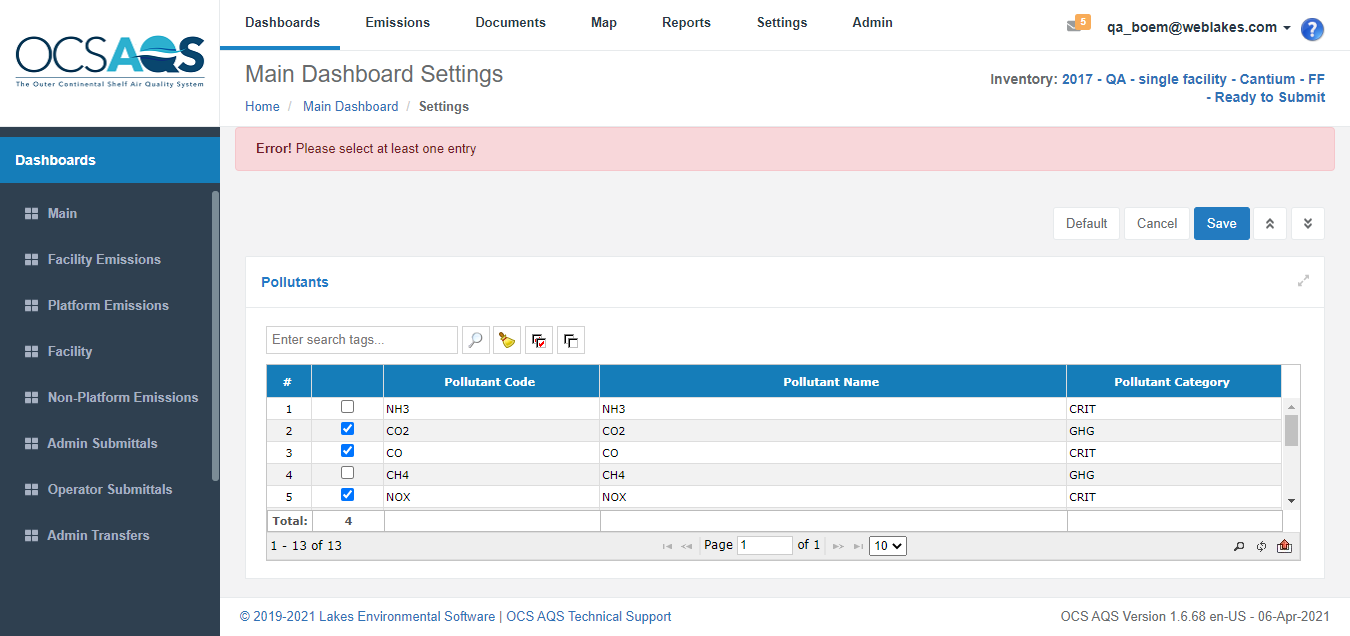 OCSAQS
The Outer Continental Shelf Air Quality System
Dashboards Emissions Documents Map Reports Settings Admin
5 qa_boem@weblakes.com ?
Main Dashboard Settings
Home / Main Dashboard / Settings
Inventory: 2017 - QA - single facility - Cantium - FF
- Ready to Submit
Error! Please select at least one entry
Dashboards
Main
Facility Emissions
Platform Emissions
Facility
Non-Platform Emissions
Admin Submittals
Operator Submittals
Admin Transfers
Default Cancel Save
Pollutants
Enter search tags...
# Pollutant Code Pollutant Name Pollutant Category
1 NH3 NH3 CRIT
2 CO2 CO2 GHG
3 CO CO CRIT
4 CH4 CH4 GHG
5 NOX NOX CRIT
Total: 4
1 - 13 of 13 Page 1 of 1 10
© 2019-2021 Lakes Environmental Software | OCS AQS Technical Support
OCS AQS Version 1.6.68 en-US - 06-Apr-2021